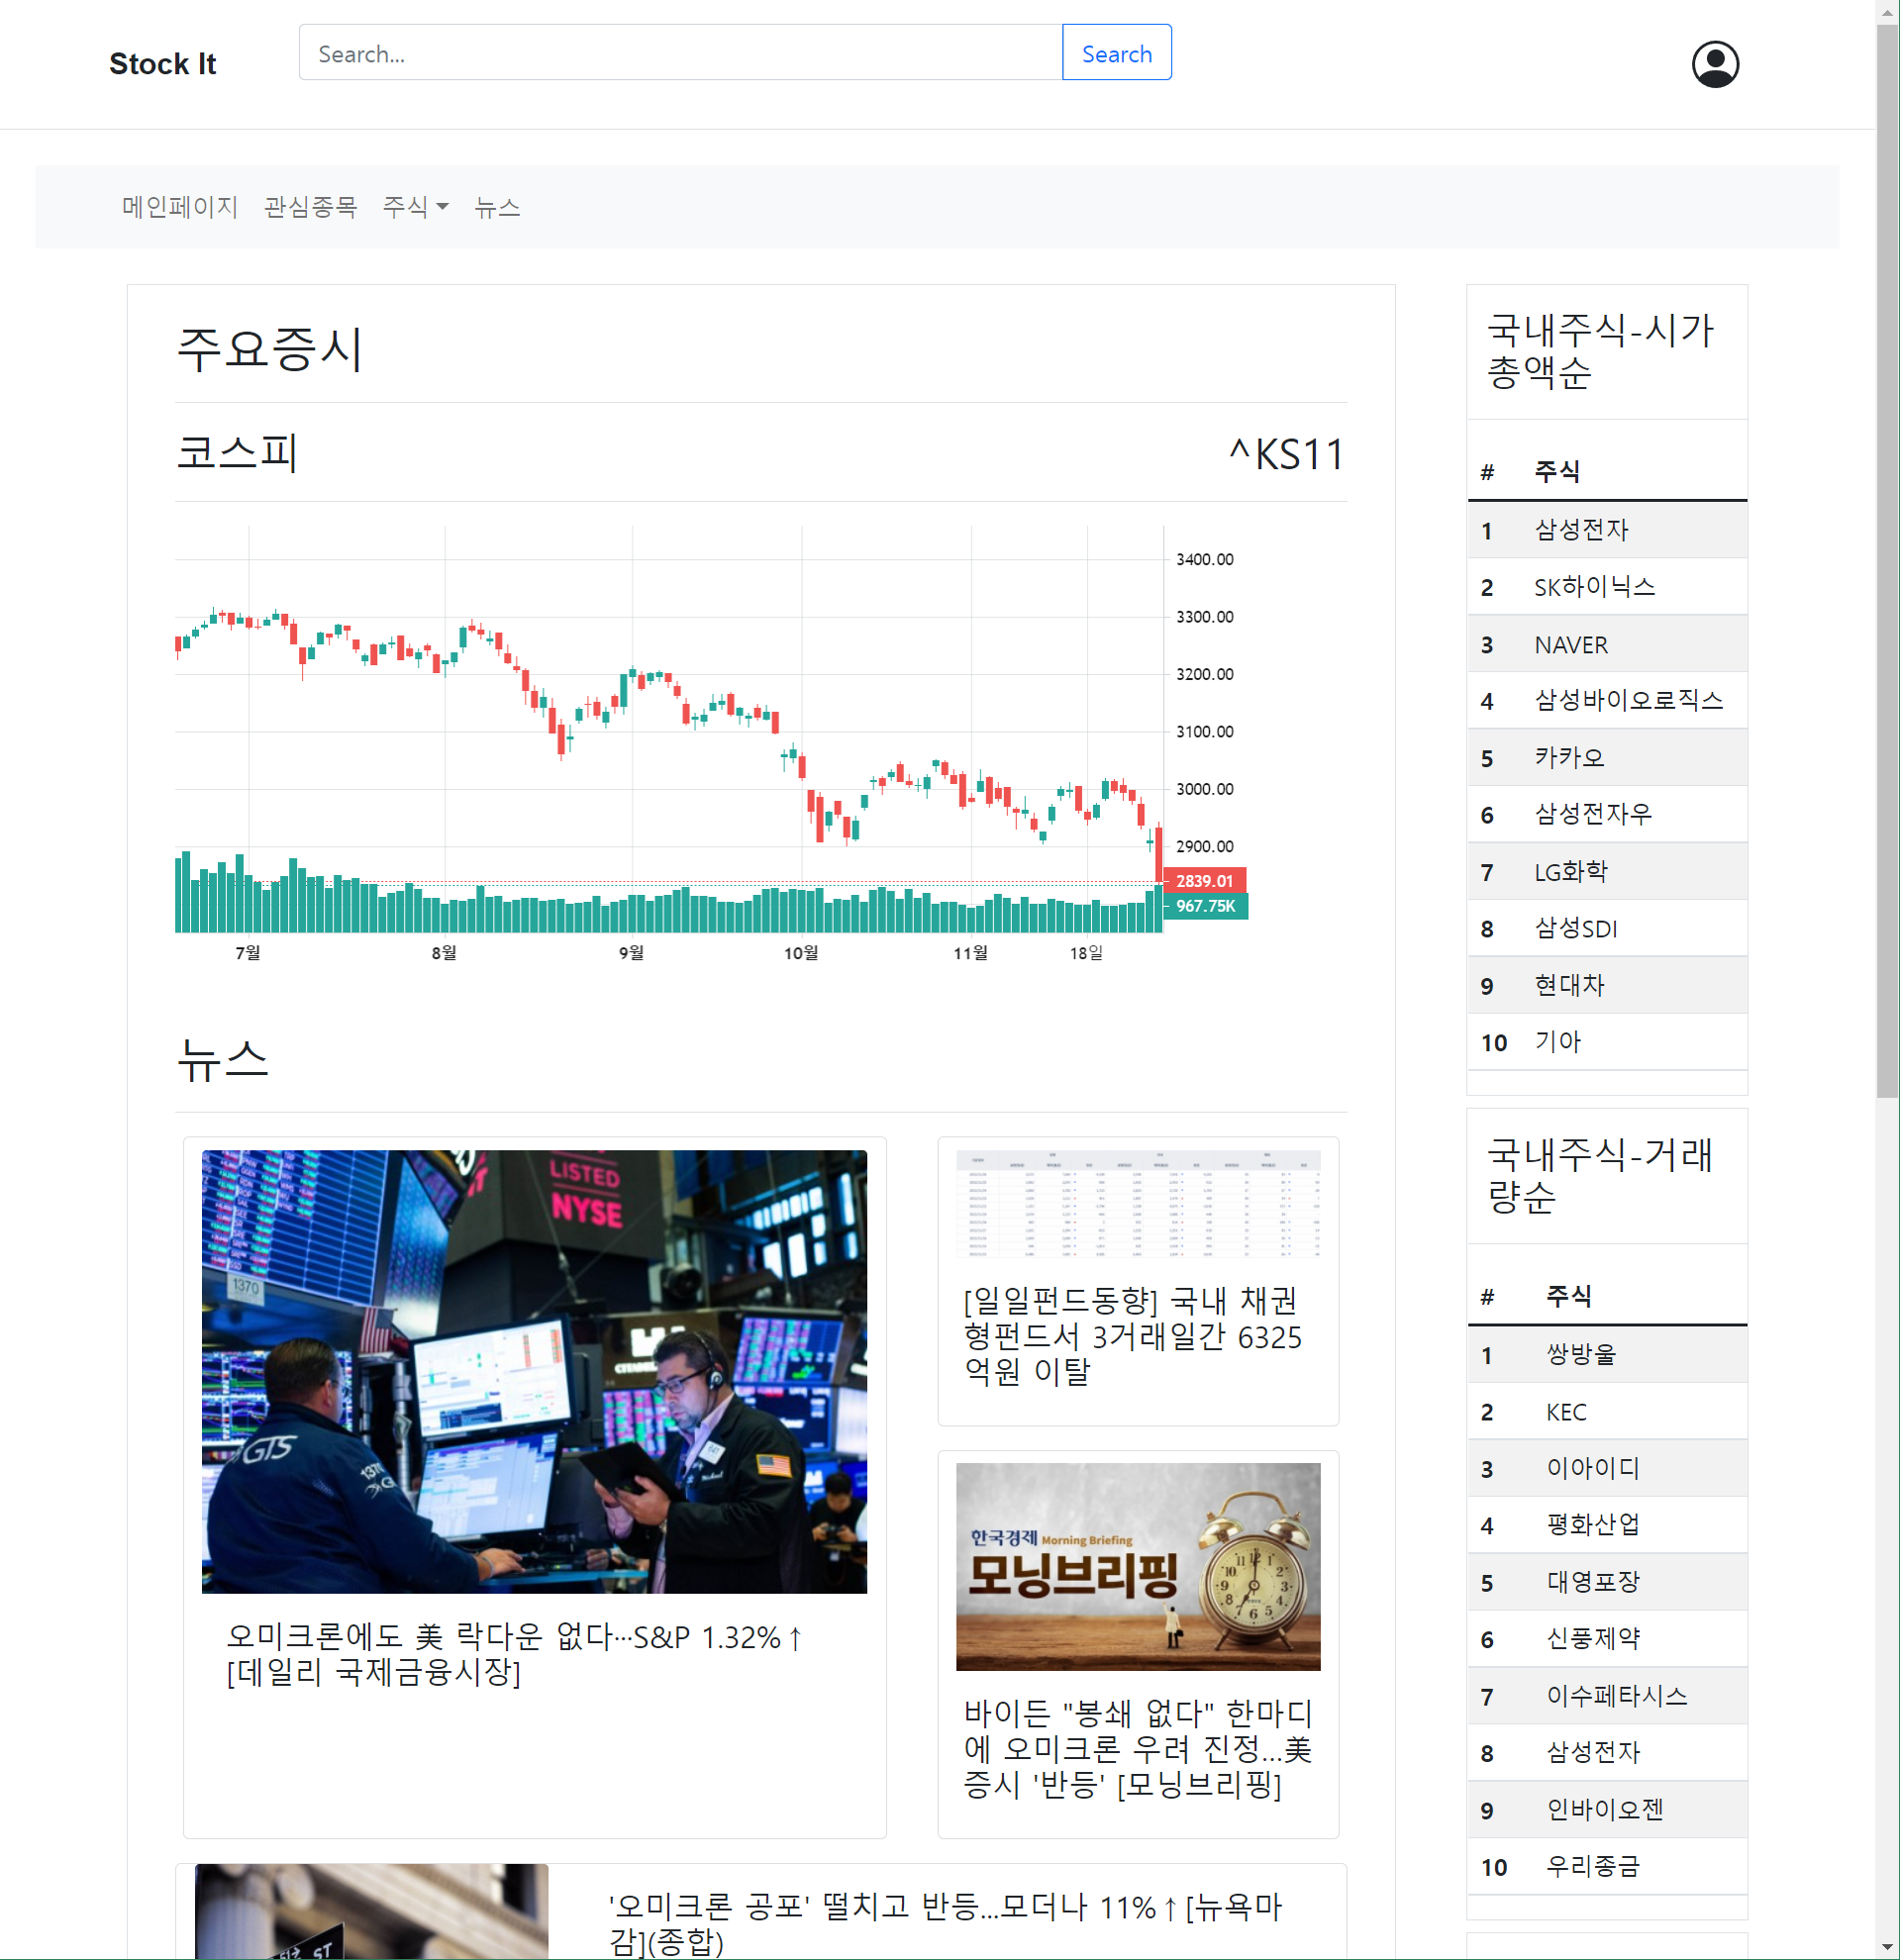 Stock It
Search...
Search
메인페이지 관심종목 주식 뉴스
주요증시
코스피 ^KS11
3400.00
3300.00
3200.00
3100.00
3000.00
2900.00
2839.01
967.75K
7월 8월 9월 10월 11월 18일
뉴스
LISTED
NYSE
1370
GTS
오미크론에도 美 락다운 없다…S&P 1.32%↑
[데일리 국제금융시장]
[일일펀드동향] 국내 채권
형펀드서 3거래일간 6325
억원 이탈
한국경제 Morning Briefing
모닝브리핑
바이든 "봉쇄 없다" 한마디
에 오미크론 우려 진정...美
증시 '반등' [모닝브리핑]
ST
'오미크론 공포' 떨치고 반등...모더나 11%↑[뉴욕마
감](종합)
국내주식-시가
총액순
# 주식
1 삼성전자
2 SK하이닉스
3 NAVER
4 삼성바이오로직스
5 카카오
6 삼성전자우
7 LG화학
8 삼성SDI
9 현대차
10 기아
국내주식-거래
량순
# 주식
1 쌍방울
2 KEC
3 이아이디
4 평화산업
5 대영포장
6 신풍제약
7 이수페타시스
8 삼성전자
9 인바이오젠
10 우리종금